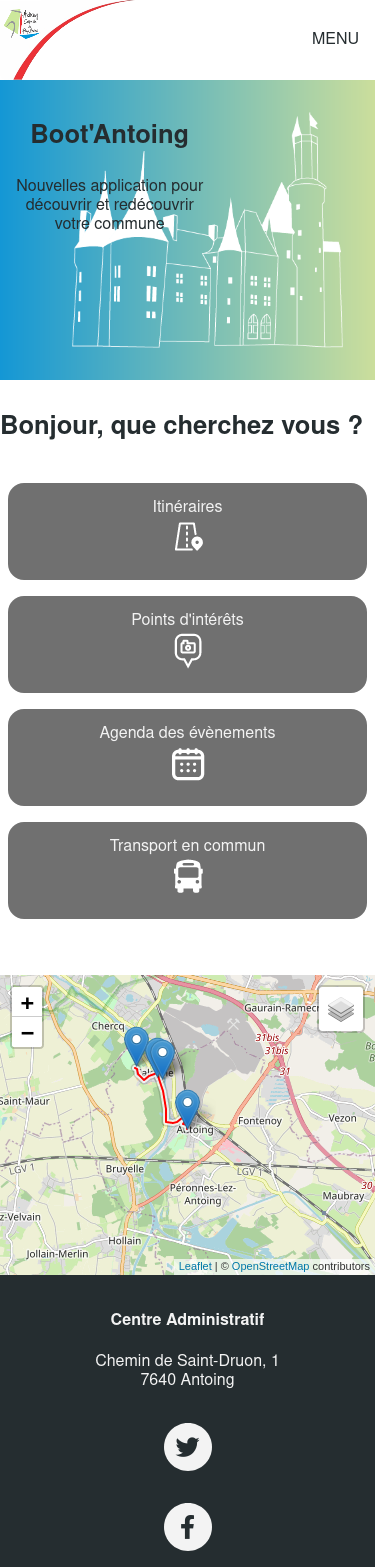 Antoing
MENU
Boot'Antoing
Nouvelles application pour
découvrir et redécouvrir
votre commune
Bonjour, que cherchez vous ?
Itinéraires
Points d'intérêts
Agenda des évènements
Transport en commun
+
−
Gaurain-Ramecr
Chercq
31bis
31bis
31
Saint-Maur
Antoing
Fontenoy
Vezon
LGV 1
Bruyelle
LGV 1
Péronnes-Lez-
Antoing
Maubray
z-Velvain
Hollain
Jollain-Merlin
Leaflet | © OpenStreetMap contributors
Centre Administratif
Chemin de Saint-Druon, 1
7640 Antoing